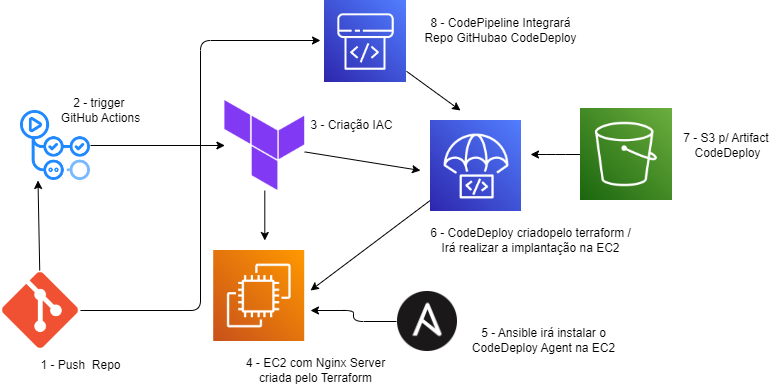 8 - CodePipeline Integrará
Repo GitHubao CodeDeploy
2 - trigger
GitHub Actions
3 - Criação IAC
7 - S3 p/ Artifact
CodeDeploy
6 - CodeDeploy criadopelo terraform /
Irá realizar a implantação na EC2
1 - Push  Repo
4 - EC2 com Nginx Server
criada pelo Terraform
5 - Ansible irá instalar o
CodeDeploy Agent na EC2